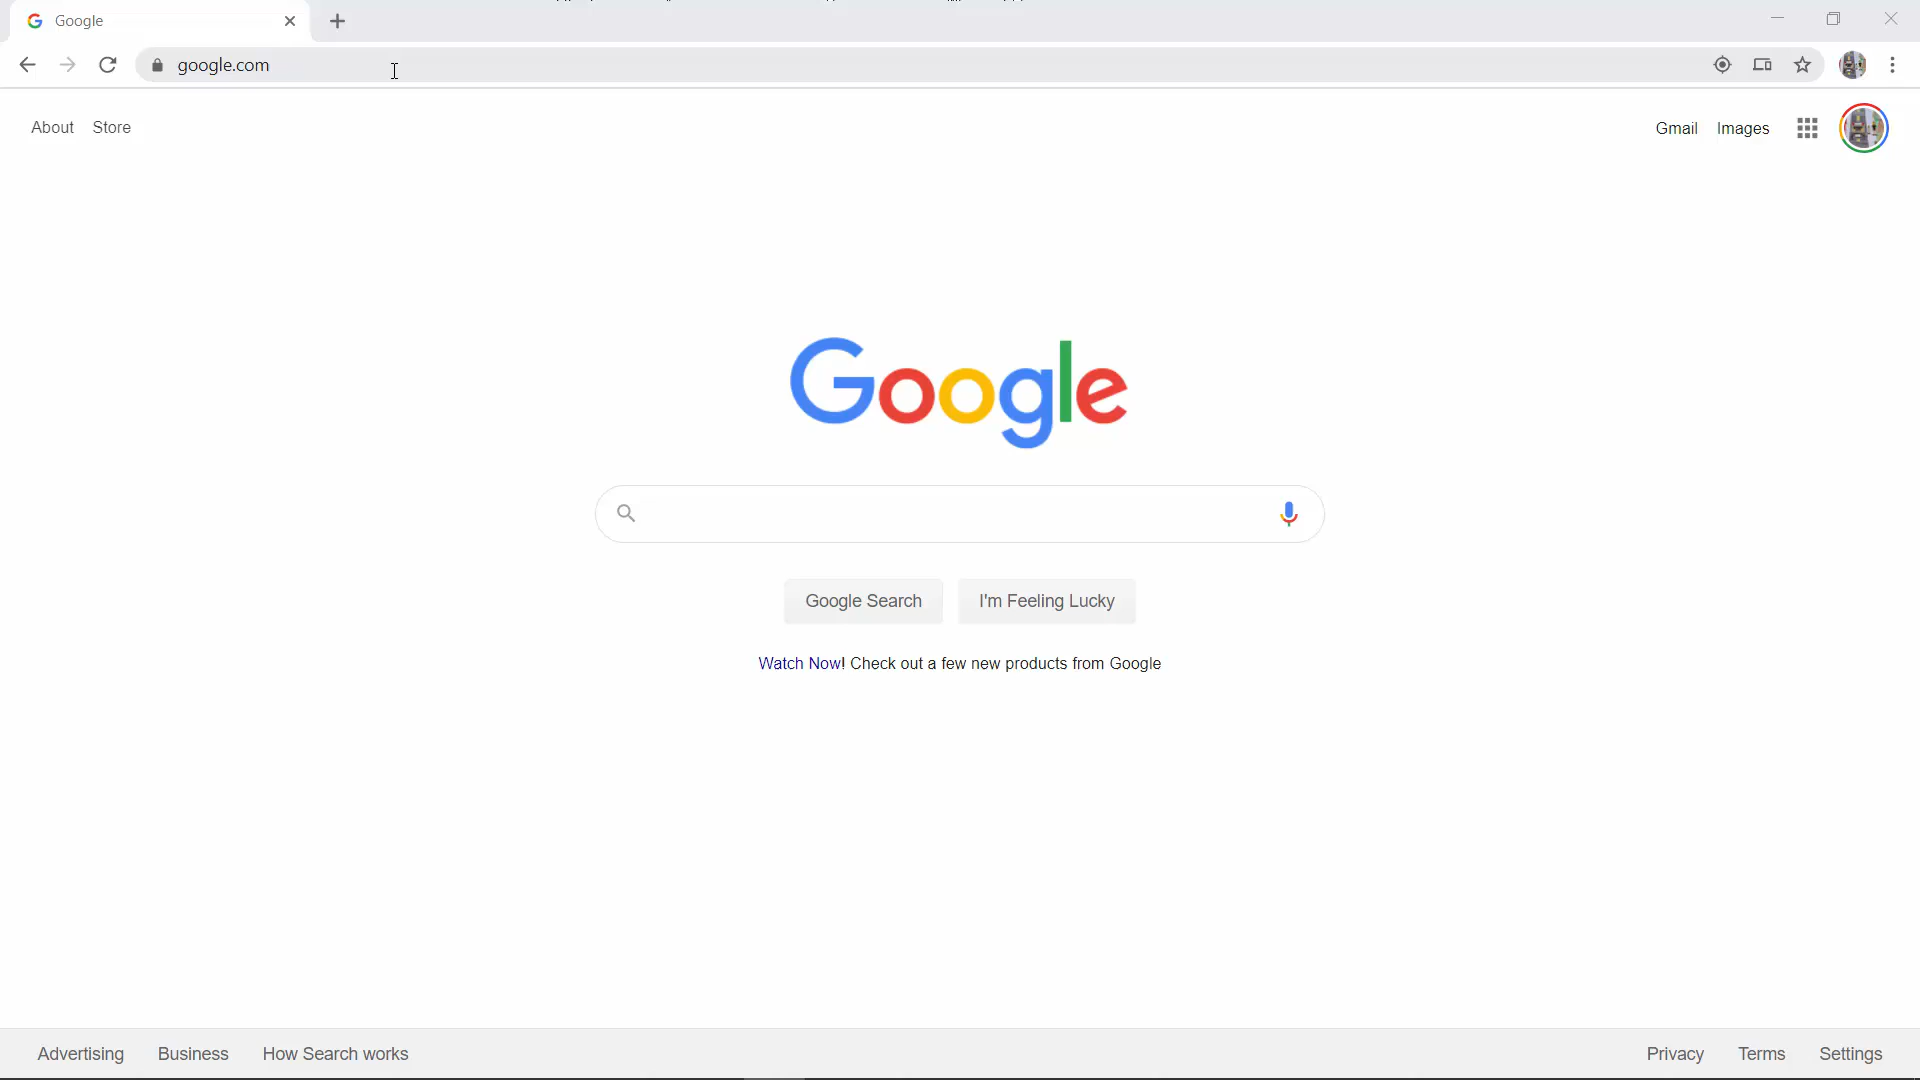 Google
google.com
About Store
Gmail Images
Google
Google Search I'm Feeling Lucky
Watch Now! Check out a few new products from Google
Advertising Business How Search works
Privacy Terms Settings